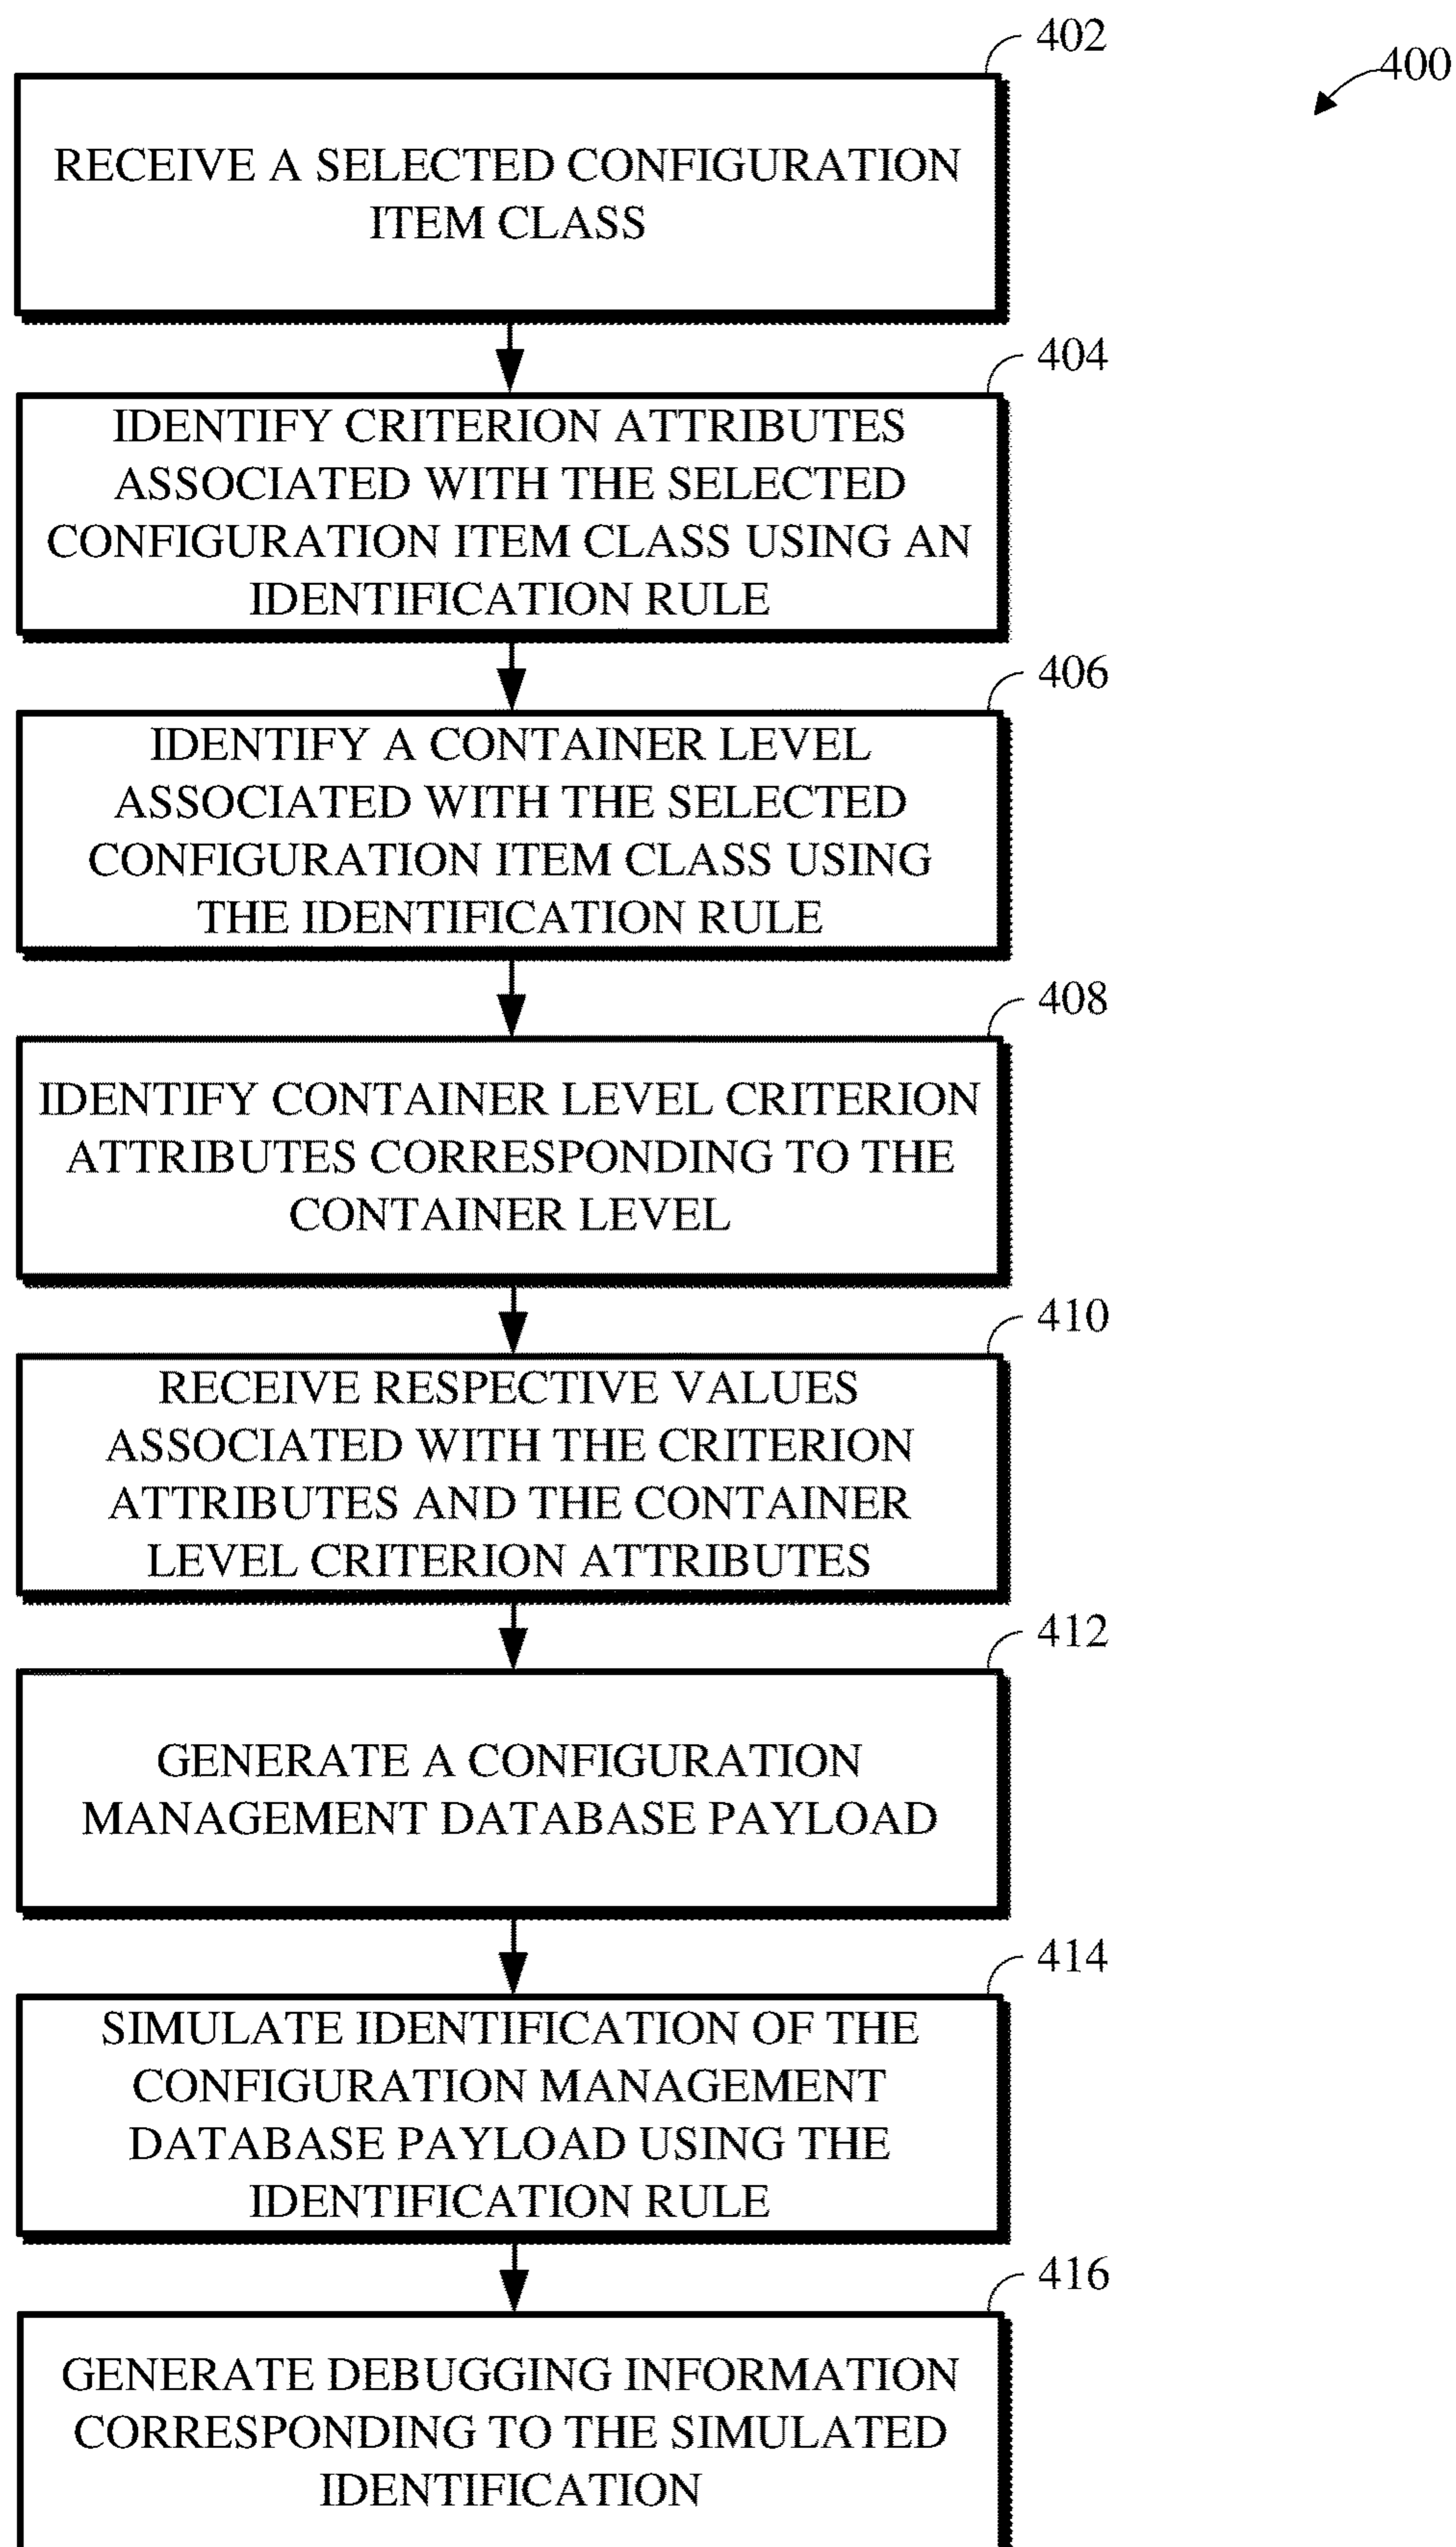 402
400
RECEIVE A SELECTED CONFIGURATION
ITEM CLASS
404
IDENTIFY CRITERION ATTRIBUTES
ASSOCIATED WITH THE SELECTED
CONFIGURATION ITEM CLASS USING AN
IDENTIFICATION RULE
406
IDENTIFY A CONTAINER LEVEL
ASSOCIATED WITH THE SELECTED
CONFIGURATION ITEM CLASS USING
THE IDENTIFICATION RULE
408
IDENTIFY CONTAINER LEVEL CRITERION
ATTRIBUTES CORRESPONDING TO THE
CONTAINER LEVEL
410
RECEIVE RESPECTIVE VALUES
ASSOCIATED WITH THE CRITERION
ATTRIBUTES AND THE CONTAINER
LEVEL CRITERION ATTRIBUTES
412
GENERATE A CONFIGURATION
MANAGEMENT DATABASE PAYLOAD
414
SIMULATE IDENTIFICATION OF THE
CONFIGURATION MANAGEMENT
DATABASE PAYLOAD USING THE
IDENTIFICATION RULE
416
GENERATE DEBUGGING INFORMATION
CORRESPONDING TO THE SIMULATED
IDENTIFICATION